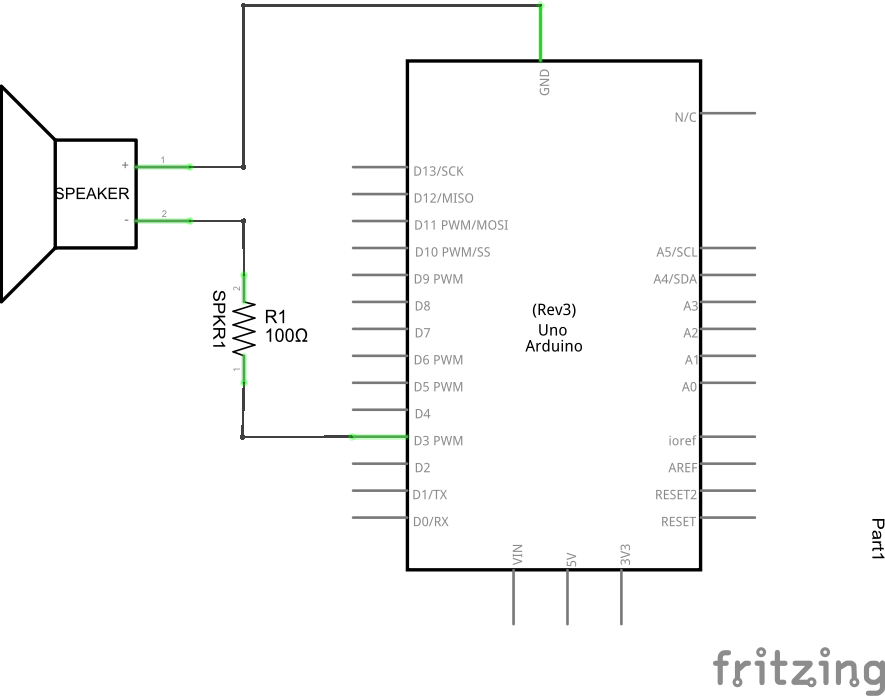 GND
N/C
+
1
SPEAKER
-
2
D13/SCK
D12/MISO
D11 PWM/MOSI
D10 PWM/SS
D9 PWM
D8
D7
D6 PWM
D5 PWM
D4
D3 PWM
D2
D1/TX
D0/RX
2
SPKR1
R1
100Ω
1
(Rev3)
Uno
Arduino
A5/SCL
A4/SDA
A3
A2
A1
A0
ioref
AREF
RESET2
RESET
VIN
5V
3V3
Part1
fritzing